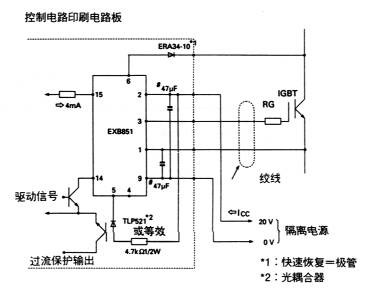 控制电路印刷电路板
ERA34-10 *1
6
15
⇨4mA
#
47μF
2
EXB851
3
1
14
5
4
9
#
47μF
RG
IGBT
绞线
驱动信号
TLP521*2
或等效
4.7kΩ1/2W
过流保护输出
⇦ICC
20 V
0 V
隔离电源
*1：快速恢复＝极管
*2：光耦合器